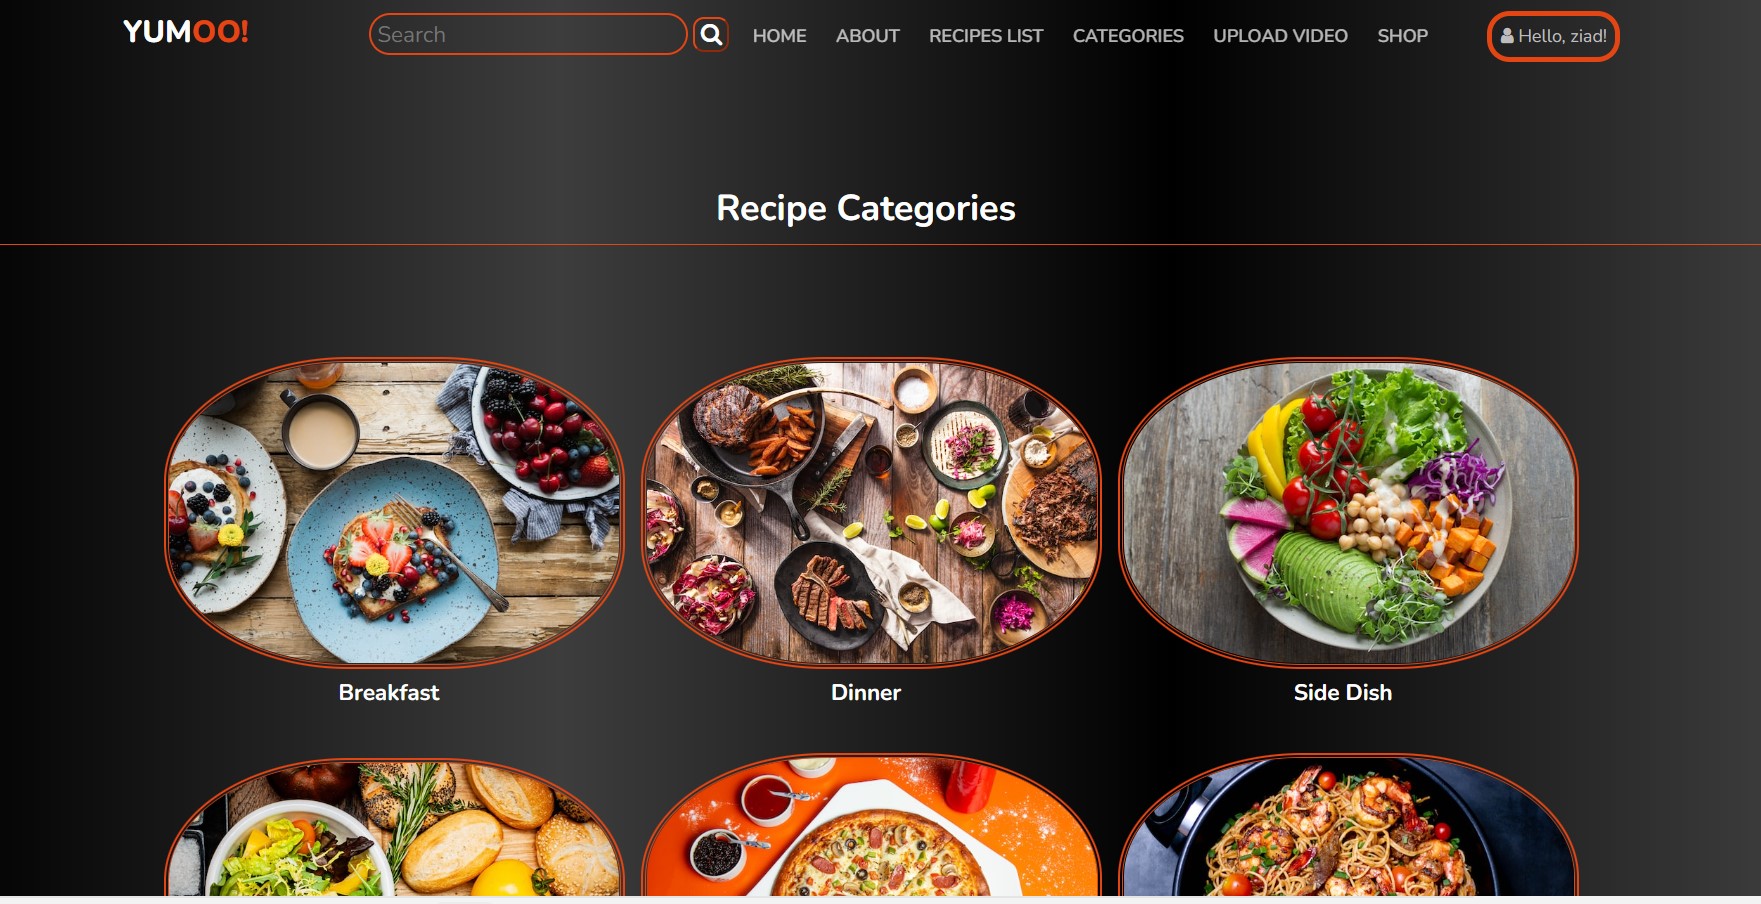 YUMOO!
Search
HOME
ABOUT
RECIPES LIST
CATEGORIES
UPLOAD VIDEO
SHOP
Hello, ziad!
Recipe Categories
Breakfast
Dinner
Side Dish